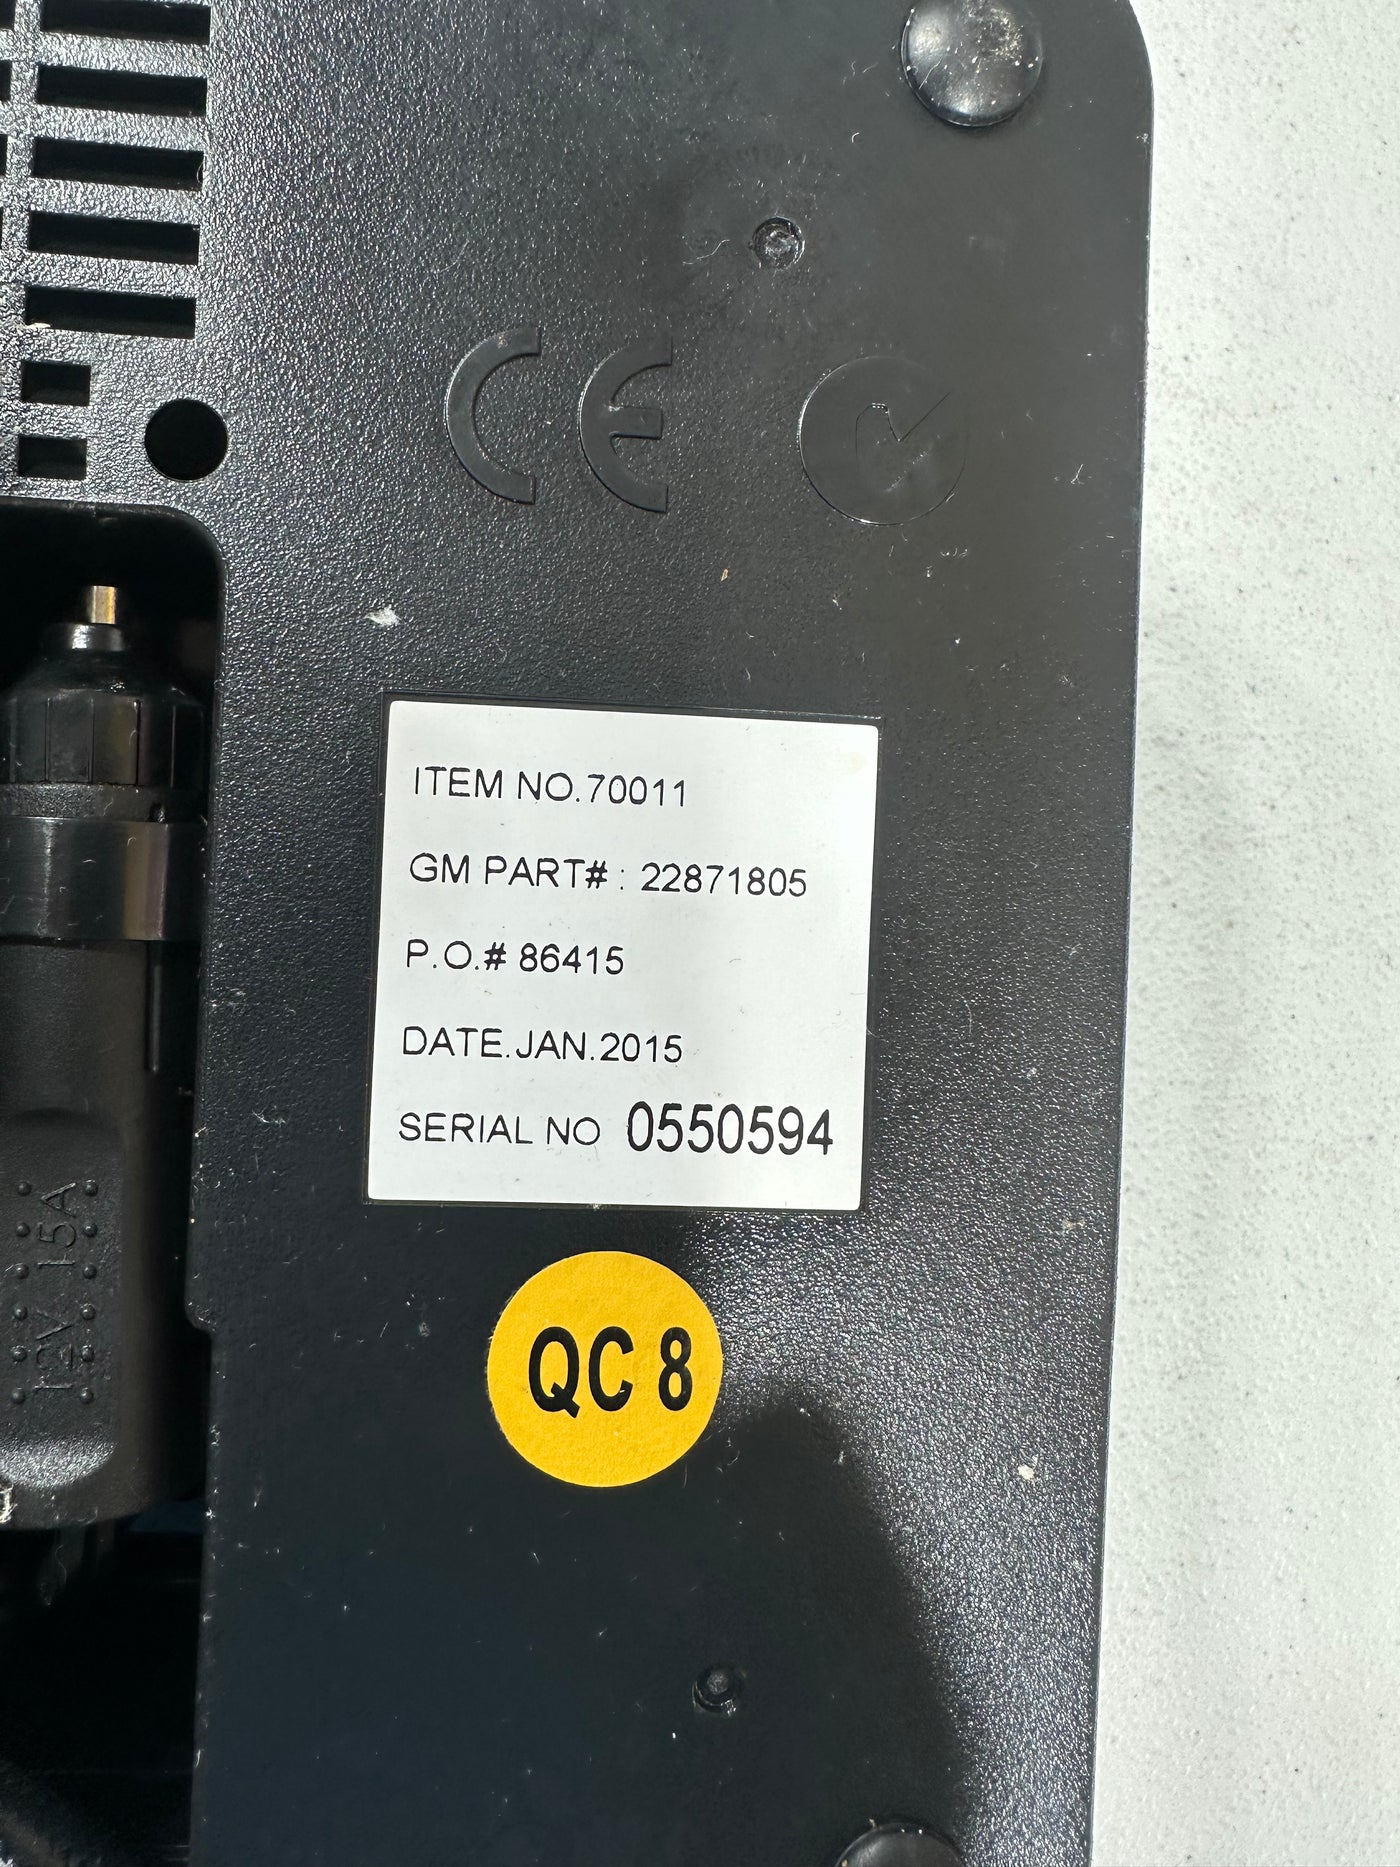 CE
ITEM NO.70011
GM PART# : 22871805
P.O.# 86415
DATE.JAN.2015
SERIAL NO 0550594
12V 15A
QC 8